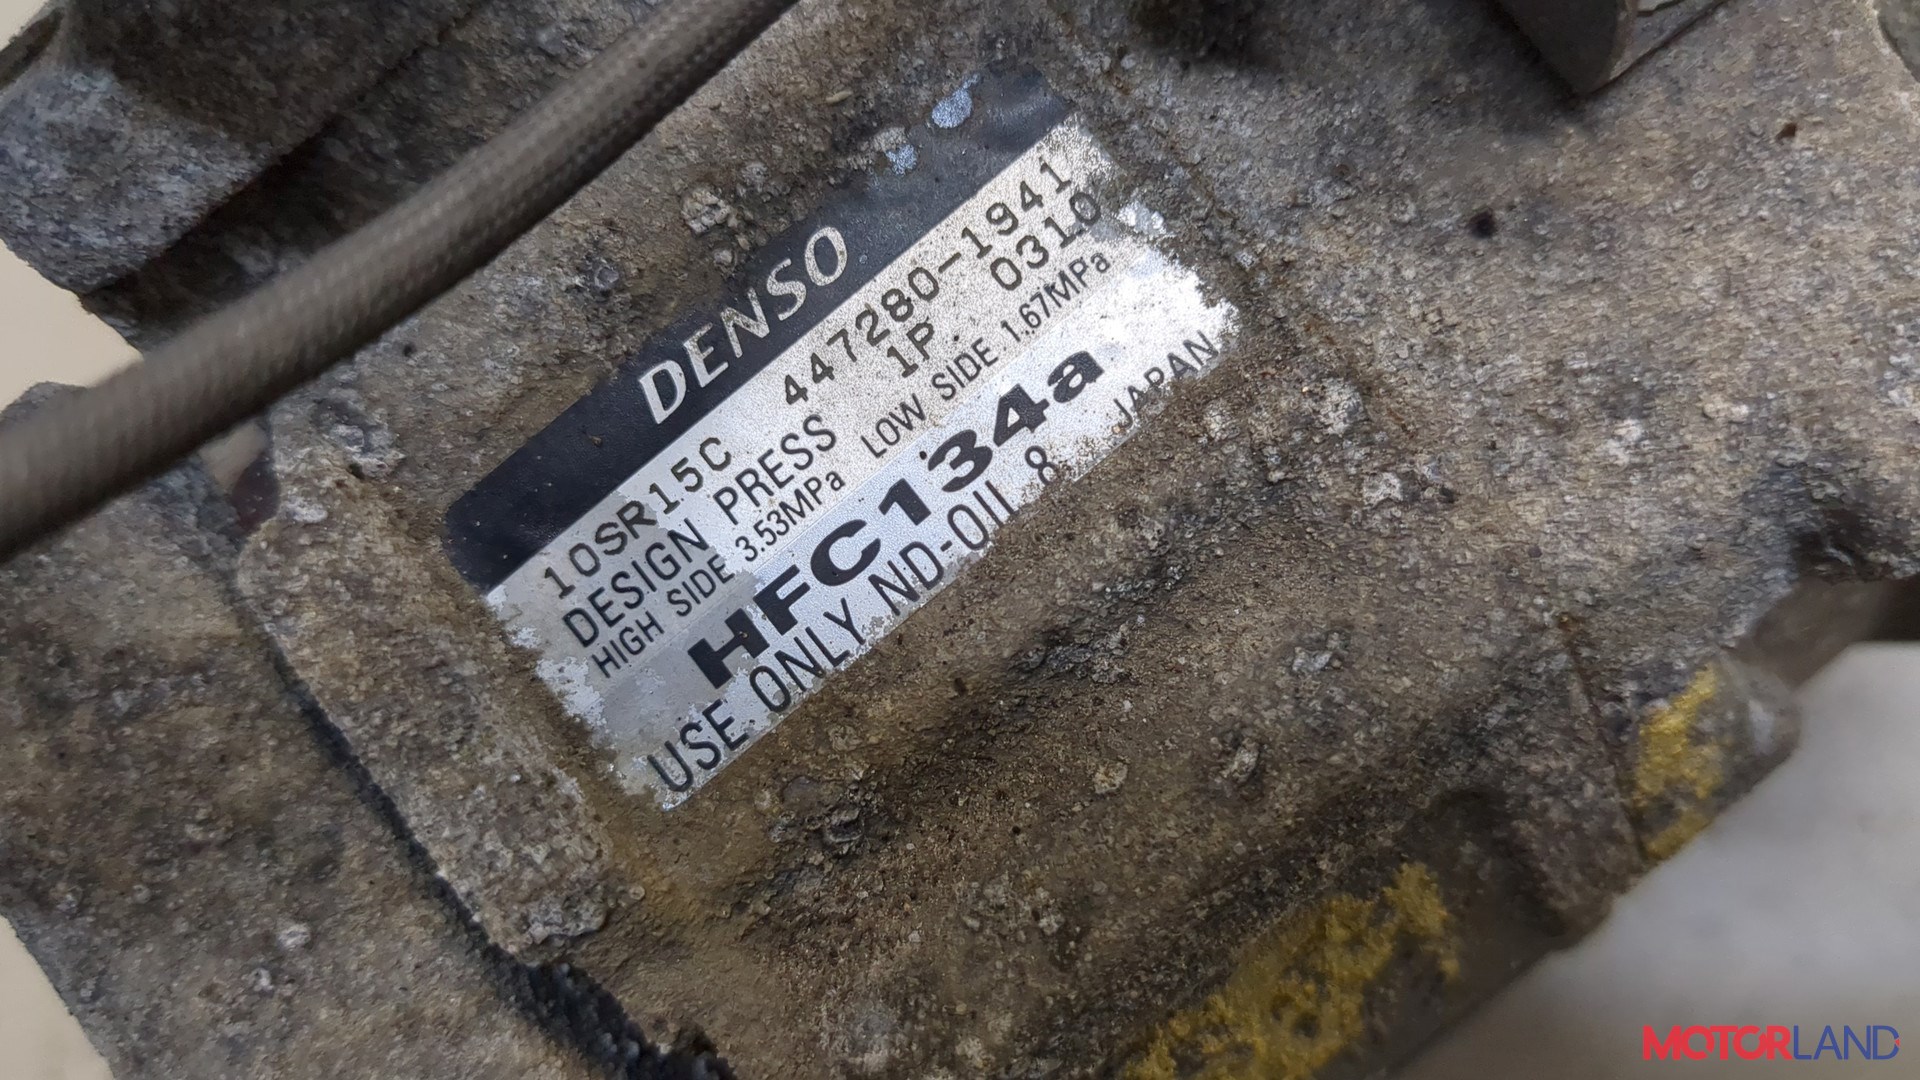 DENSO
10SR15C 447280-1941
DESIGN PRESS 1P 0310
HIGH SIDE 3.53MPa LOW SIDE 1.67MPa
HFC134a
USE ONLY ND-OIL 8 JAPAN
MOTORLAND